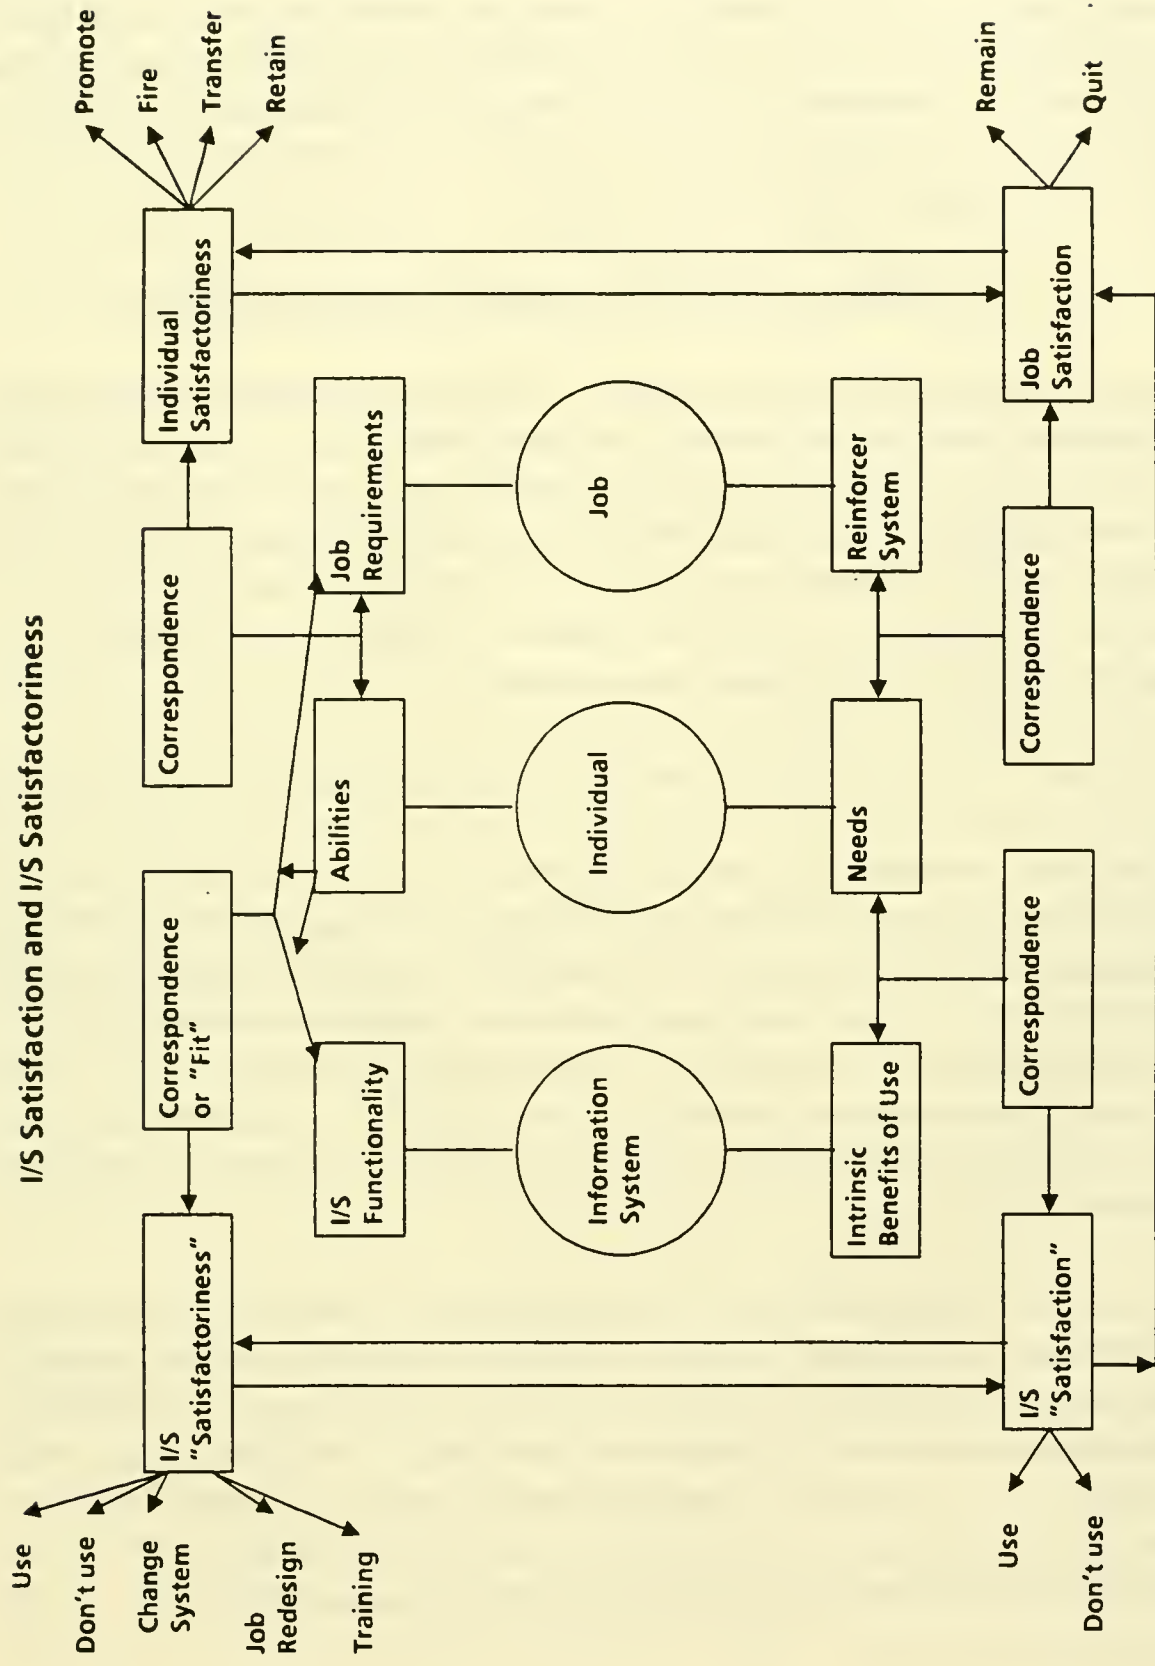 I/S Satisfaction and I/S Satisfactoriness
Use
Don't use
Change
System
Job
Redesign
Training
I/S
"Satisfactoriness"
Correspondence
or "Fit"
Correspondence
Individual
Satisfactoriness
Promote
Fire
Transfer
Retain
I/S
Functionality
Abilities
Job
Requirements
Information
System
Individual
Job
Intrinsic
Benefits of Use
Needs
Reinforcer
System
Use
Don't use
I/S
"Satisfaction"
Correspondence
Correspondence
Job
Satisfaction
Remain
Quit